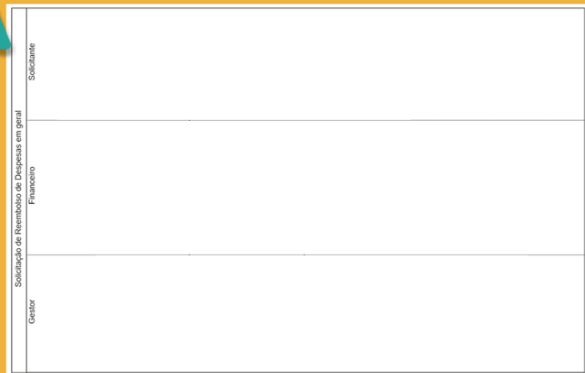 Solicitação de Reembolso de Despesas em geral
Solicitante
Financeiro
Gestor